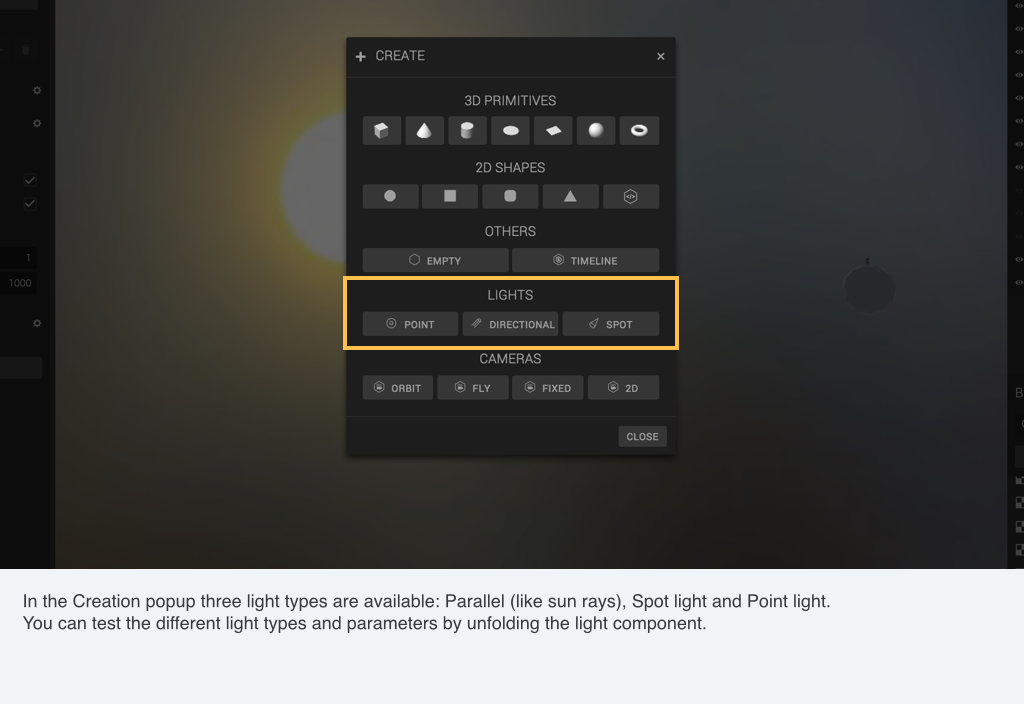 CREATE
3D PRIMITIVES
2D SHAPES
OTHERS
EMPTY TIMELINE
LIGHTS
POINT DIRECTIONAL SPOT
CAMERAS
ORBIT FLY FIXED 2D
CLOSE
1
1000
In the Creation popup three light types are available: Parallel (like sun rays), Spot light and Point light.
You can test the different light types and parameters by unfolding the light component.